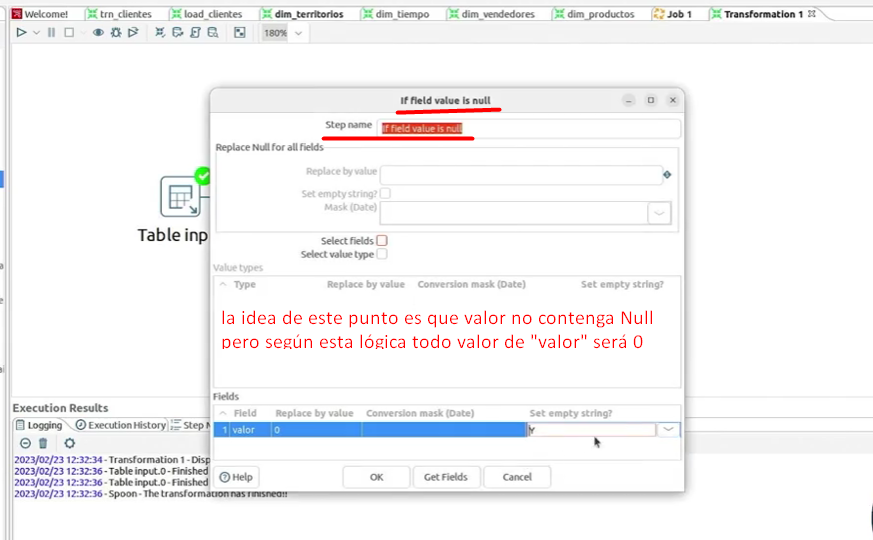 Welcome!
trn_clientes
load_clientes
dim_territorios
dim_tiempo
dim_vendedores
dim_productos
Job 1
Transformation 1
180%
If field value is null
Step name
If field value is null
Replace Null for all fields
Replace by value
Set empty string?
Mask (Date)
Select fields
Select value type
Value types
Type Replace by value Conversion mask (Date) Set empty string?
la idea de este punto es que valor no contenga Null
pero según esta lógica todo valor de "valor" será 0
Fields
Field Replace by value Conversion mask (Date) Set empty string?
1 valor 0 Y
Help
OK
Get Fields
Cancel
Table inp
Execution Results
Logging
Execution History
Step M
2023/02/23 12:32:34 - Transformation 1 - Disp
2023/02/23 12:32:36 - Table input.0 - Finished
2023/02/23 12:32:36 - Table input.0 - Finished
2023/02/23 12:32:36 - Spoon - The transformation has finished!!